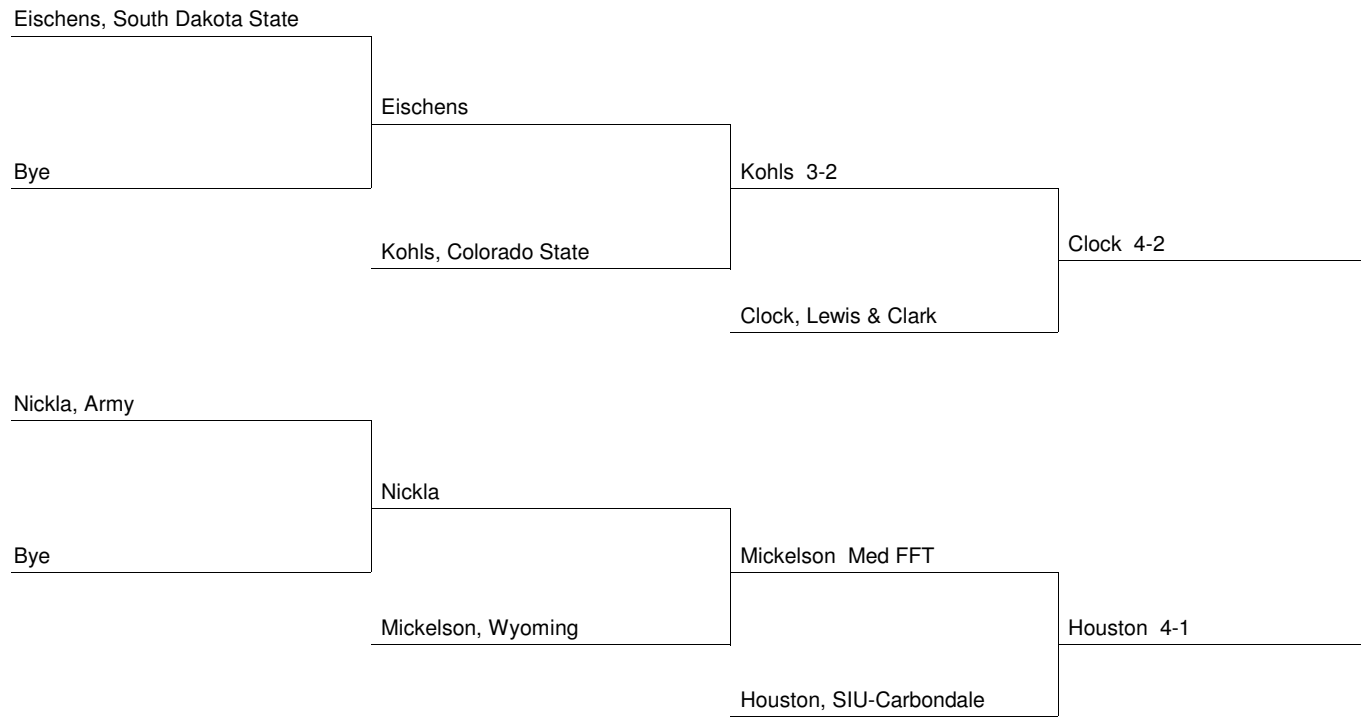 Eischens, South Dakota State
Eischens
Bye
Kohls 3-2
Clock 4-2
Kohls, Colorado State
Clock, Lewis & Clark
Nickla, Army
Nickla
Bye
Mickelson Med FFT
Mickelson, Wyoming
Houston 4-1
Houston, SIU-Carbondale